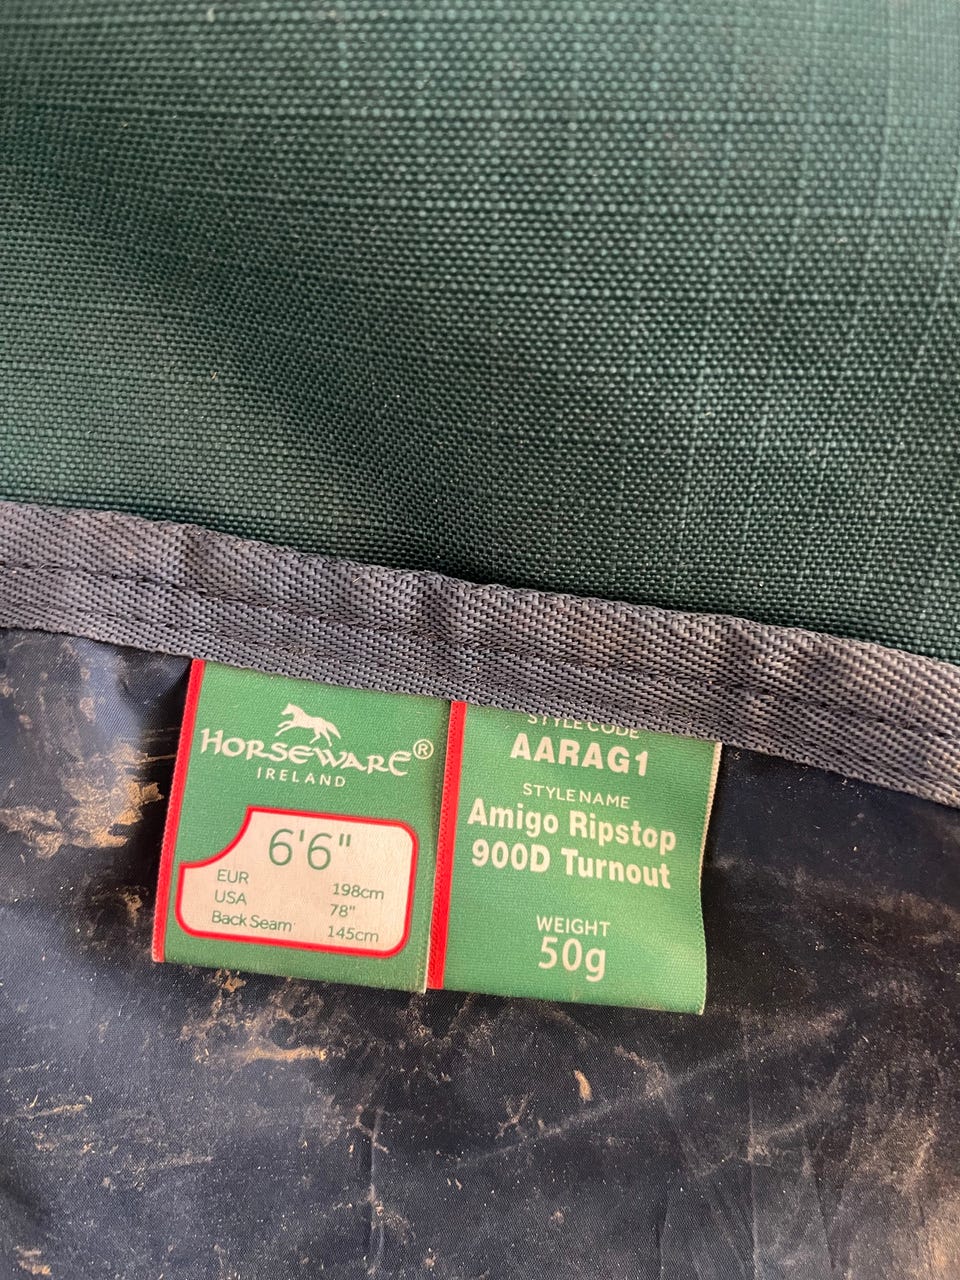 HORSEWARE®
IRELAND
6'6"
EUR 198cm
USA 78"
Back Seam 145cm
STYLE CODE
AARAG1
STYLE NAME
Amigo Ripstop
900D Turnout
WEIGHT
50g